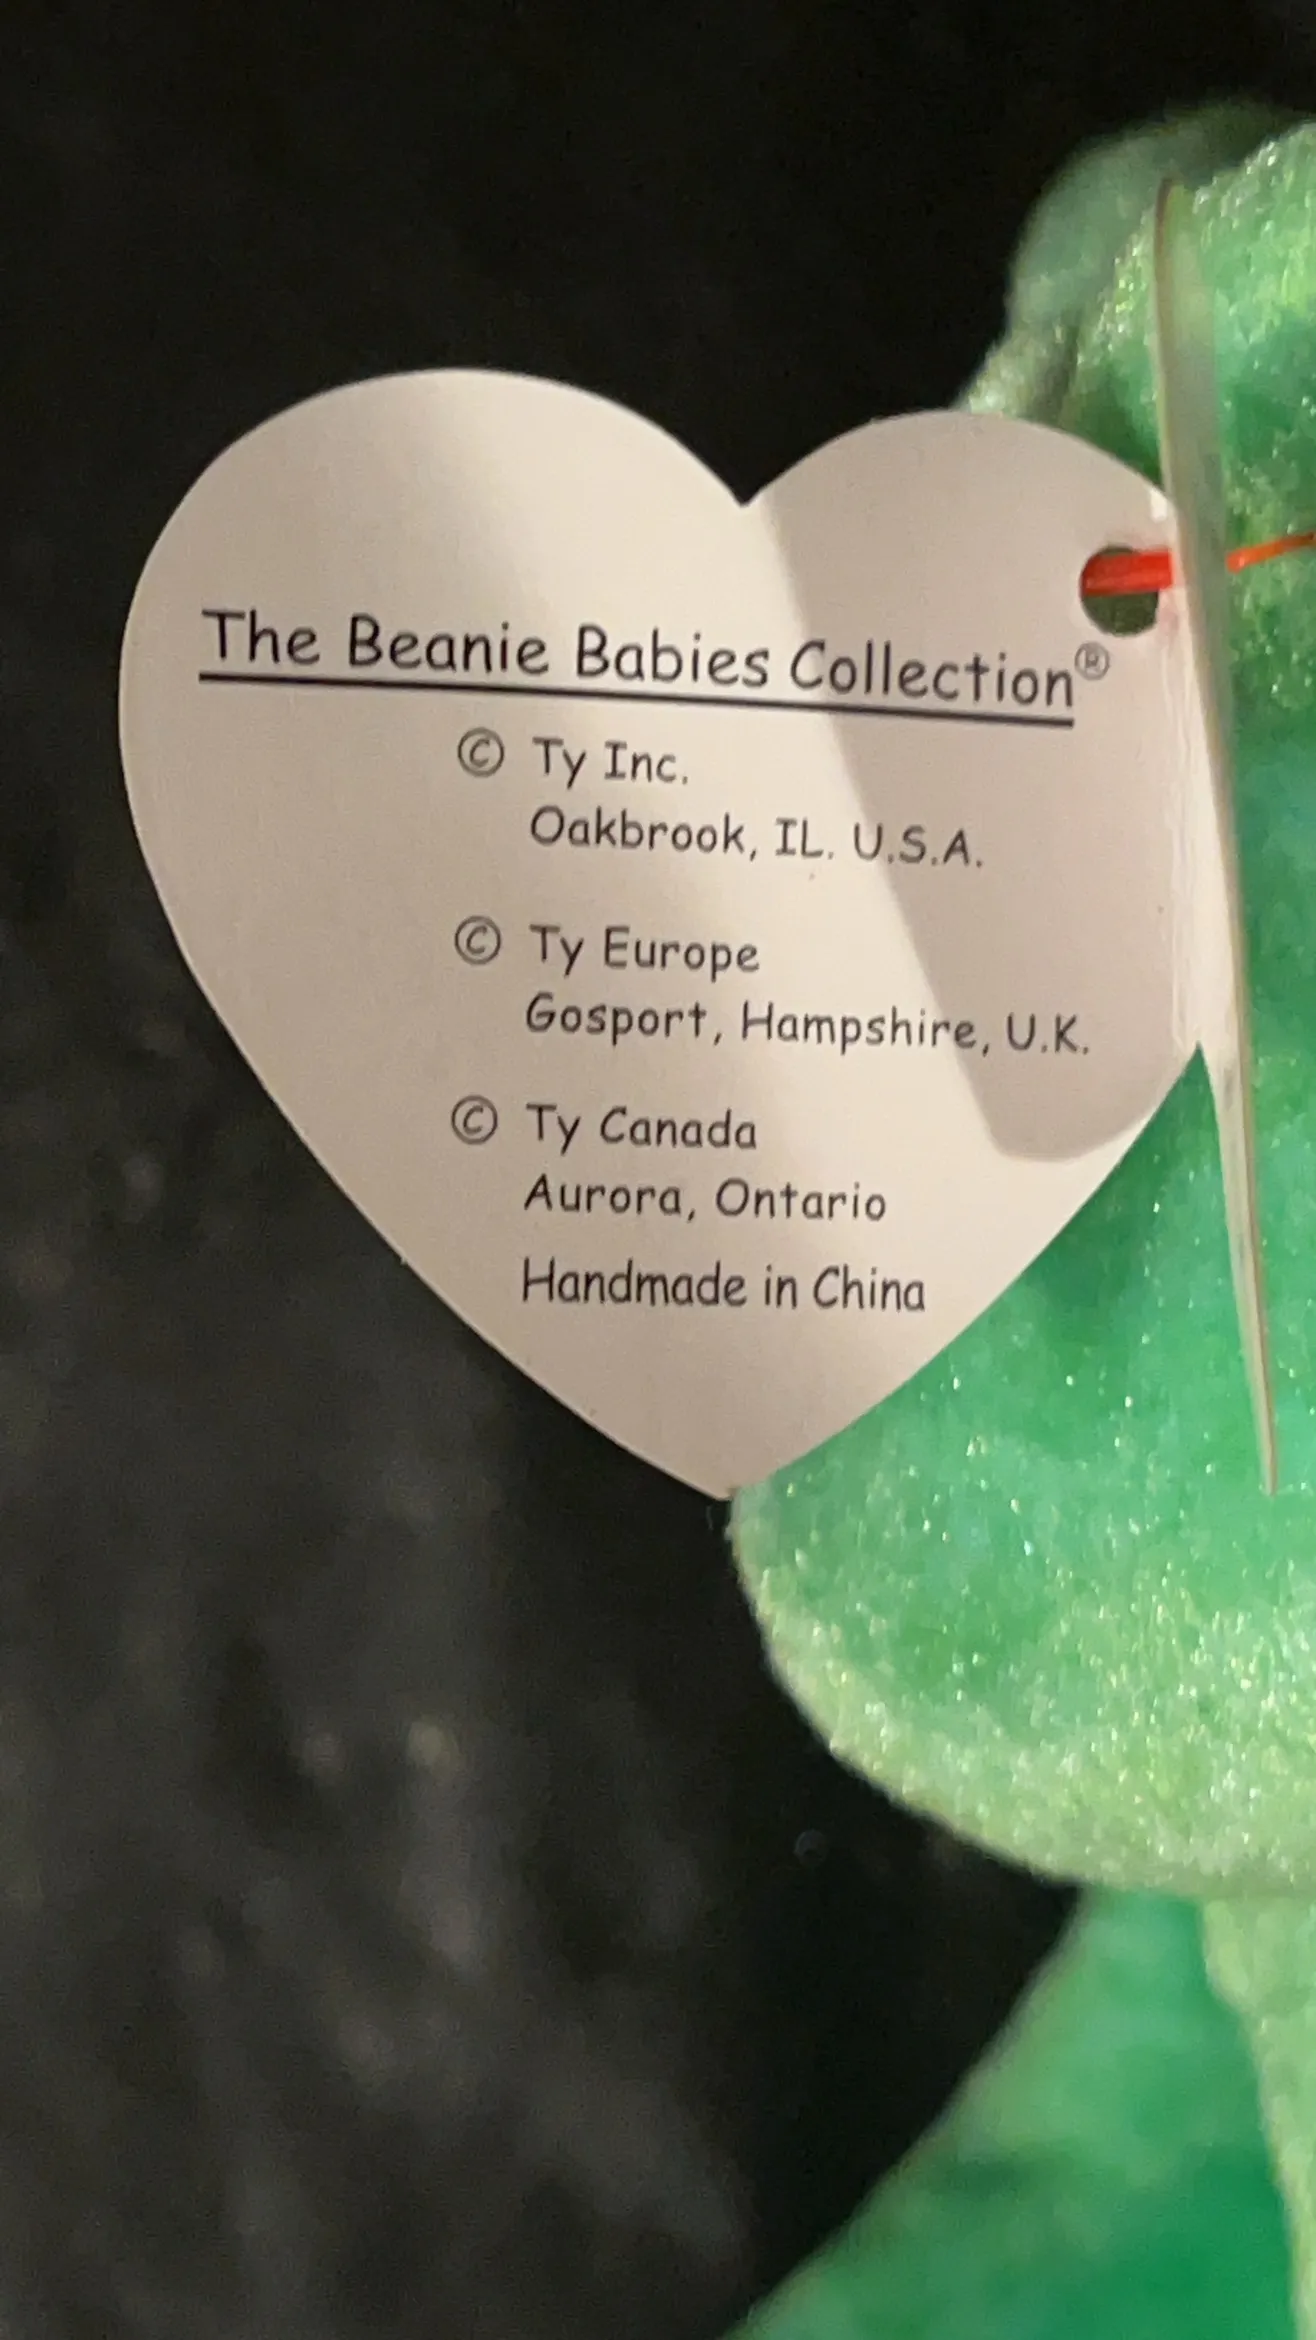 The Beanie Babies Collection®
© Ty Inc.
Oakbrook, IL. U.S.A.
© Ty Europe
Gosport, Hampshire, U.K.
© Ty Canada
Aurora, Ontario
Handmade in China